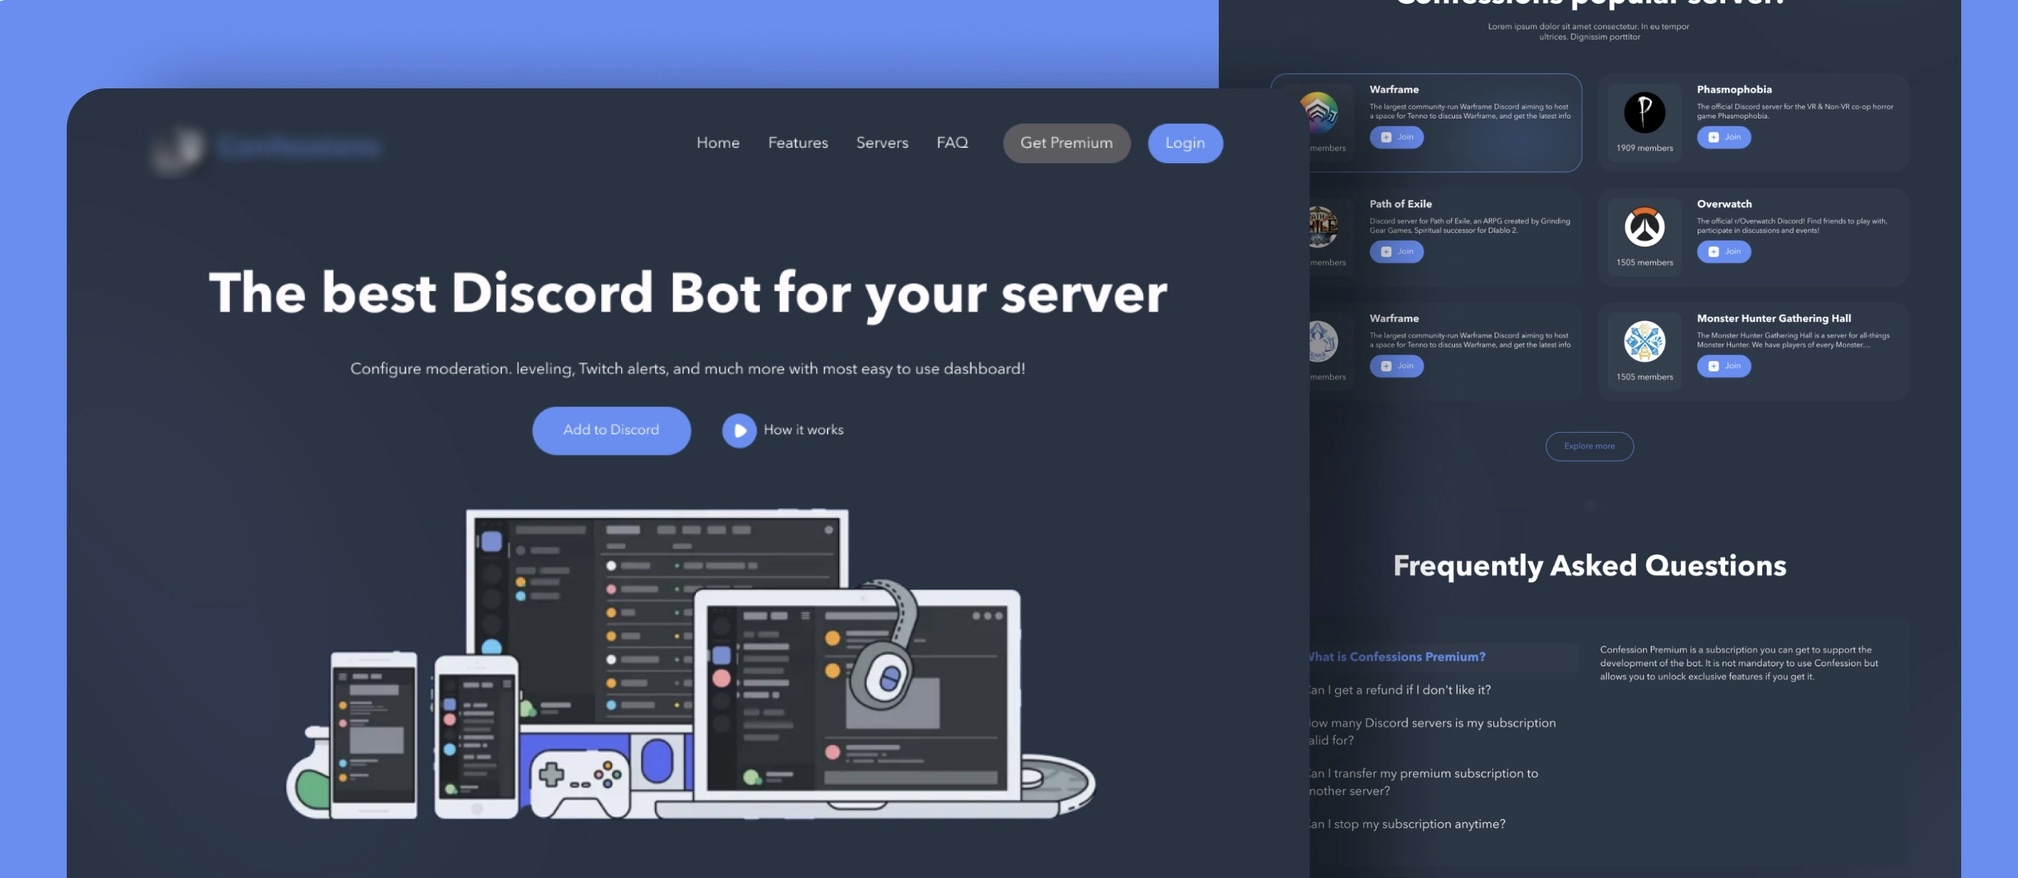 Confessions
Home
Features
Servers
FAQ
Get Premium
Login
The best Discord Bot for your server
Configure moderation. leveling, Twitch alerts, and much more with most easy to use dashboard!
Add to Discord
How it works
Confessions popular server!
Lorem ipsum dolor sit amet consectetur. In eu tempor
ultrices. Dignissim porttitor
Warframe
The largest community-run Warframe Discord aiming to host
a space for Tenno to discuss Warframe, and get the latest info
Join
members
Phasmophobia
The official Discord server for the VR & Non-VR co-op horror
game Phasmophobia.
Join
1909 members
Path of Exile
Discord server for Path of Exile, an ARPG created by Grinding
Gear Games. Spiritual successor for DIablo 2.
Join
members
Overwatch
The official r/Overwatch Discord! Find friends to play with,
participate in discussions and events!
Join
1505 members
Warframe
The largest community-run Warframe Discord aiming to host
a space for Tenno to discuss Warframe, and get the latest info
Join
members
Monster Hunter Gathering Hall
The Monster Hunter Gathering Hall is a server for all-things
Monster Hunter. We have players of every Monster....
Join
1505 members
Explore more
Frequently Asked Questions
What is Confessions Premium?
Can I get a refund if I don't like it?
How many Discord servers is my subscription
valid for?
Can I transfer my premium subscription to
another server?
Can I stop my subscription anytime?
Confession Premium is a subscription you can get to support the
development of the bot. It is not mandatory to use Confession but
allows you to unlock exclusive features if you get it.